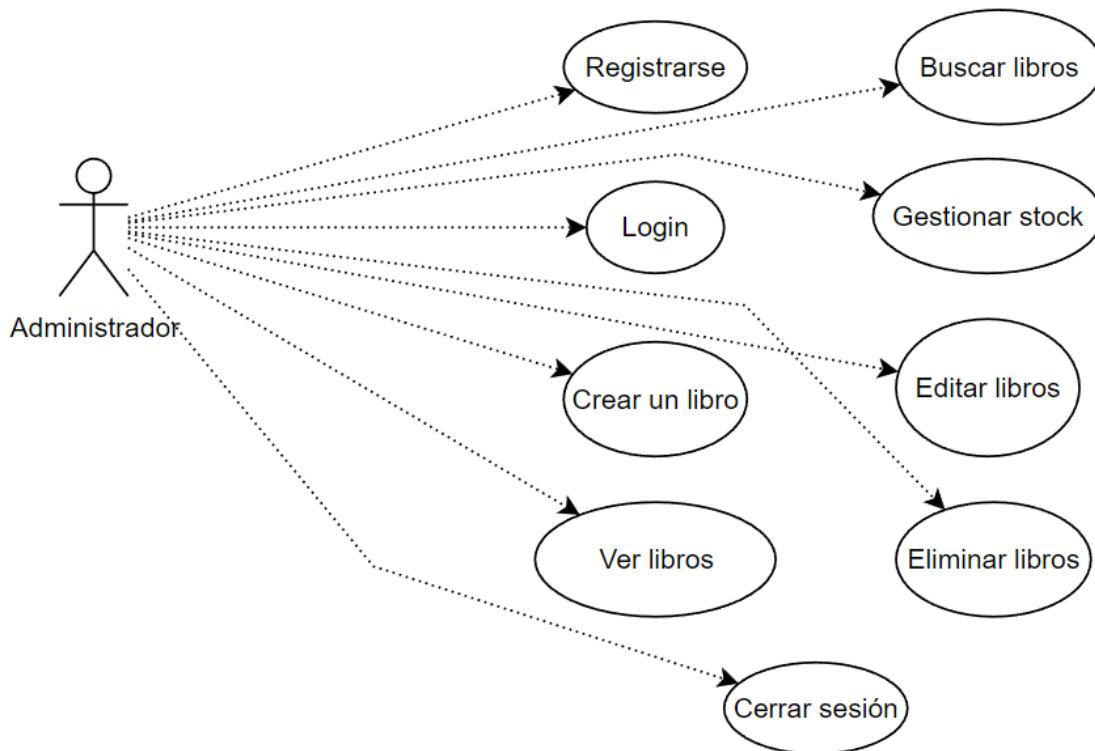 Registrarse
Buscar libros
Gestionar stock
Login
Administrador
Crear un libro
Editar libros
Ver libros
Eliminar libros
Cerrar sesión